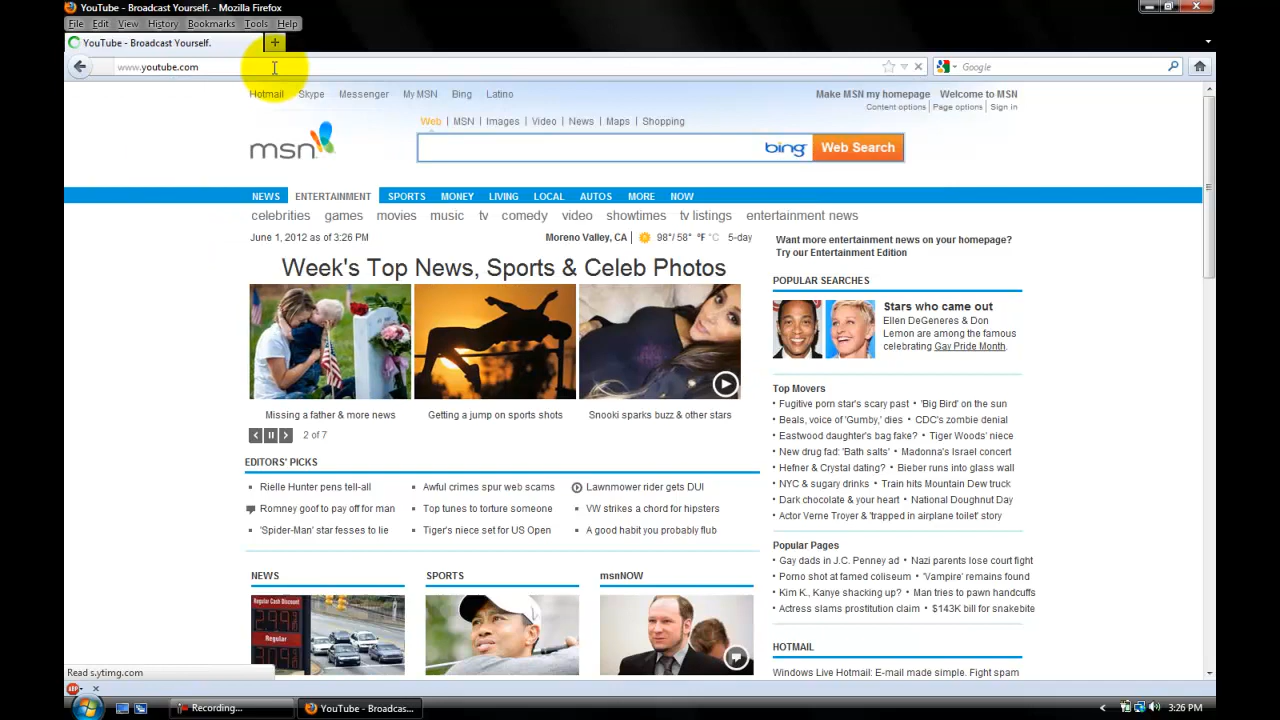 YouTube - Broadcast Yourself. - Mozilla Firefox
File Edit View History Bookmarks Tools Help
YouTube - Broadcast Yourself.
www.youtube.com
Google
Hotmail Skype Messenger My MSN Bing Latino
Make MSN my homepage Welcome to MSN
Content options | Page options | Sign in
Web | MSN | Images | Video | News | Maps | Shopping
msn
bing
Web Search
NEWS ENTERTAINMENT SPORTS MONEY LIVING LOCAL AUTOS MORE NOW
celebrities games movies music tv comedy video showtimes tv listings entertainment news
June 1, 2012 as of 3:26 PM
Moreno Valley, CA | 98°/ 58° °F °C 5-day
Week's Top News, Sports & Celeb Photos
Missing a father & more news
Getting a jump on sports shots
Snooki sparks buzz & other stars
2 of 7
EDITORS' PICKS
Rielle Hunter pens tell-all
Awful crimes spur web scams
Lawnmower rider gets DUI
Romney goof to pay off for man
Top tunes to torture someone
VW strikes a chord for hipsters
'Spider-Man' star fesses to lie
Tiger's niece set for US Open
A good habit you probably flub
NEWS
SPORTS
msnNOW
Regular Cash Discount
Regular
Want more entertainment news on your homepage?
Try our Entertainment Edition
POPULAR SEARCHES
Stars who came out
Ellen DeGeneres & Don
Lemon are among the famous
celebrating Gay Pride Month.
Top Movers
• Fugitive porn star's scary past • 'Big Bird' on the sun
• Beals, voice of 'Gumby,' dies • CDC's zombie denial
• Eastwood daughter's bag fake? • Tiger Woods' niece
• New drug fad: 'Bath salts' • Madonna's Israel concert
• Hefner & Crystal dating? • Bieber runs into glass wall
• NYC & sugary drinks • Train hits Mountain Dew truck
• Dark chocolate & your heart • National Doughnut Day
• Actor Verne Troyer & 'trapped in airplane toilet' story
Popular Pages
• Gay dads in J.C. Penney ad • Nazi parents lose court fight
• Porno shot at famed coliseum • 'Vampire' remains found
• Kim K., Kanye shacking up? • Man tries to pawn handcuffs
• Actress slams prostitution claim • $143K bill for snakebite
HOTMAIL
Windows Live Hotmail: E-mail made simple. Fight spam
Read s.ytimg.com
Recording...
YouTube - Broadcas...
3:26 PM